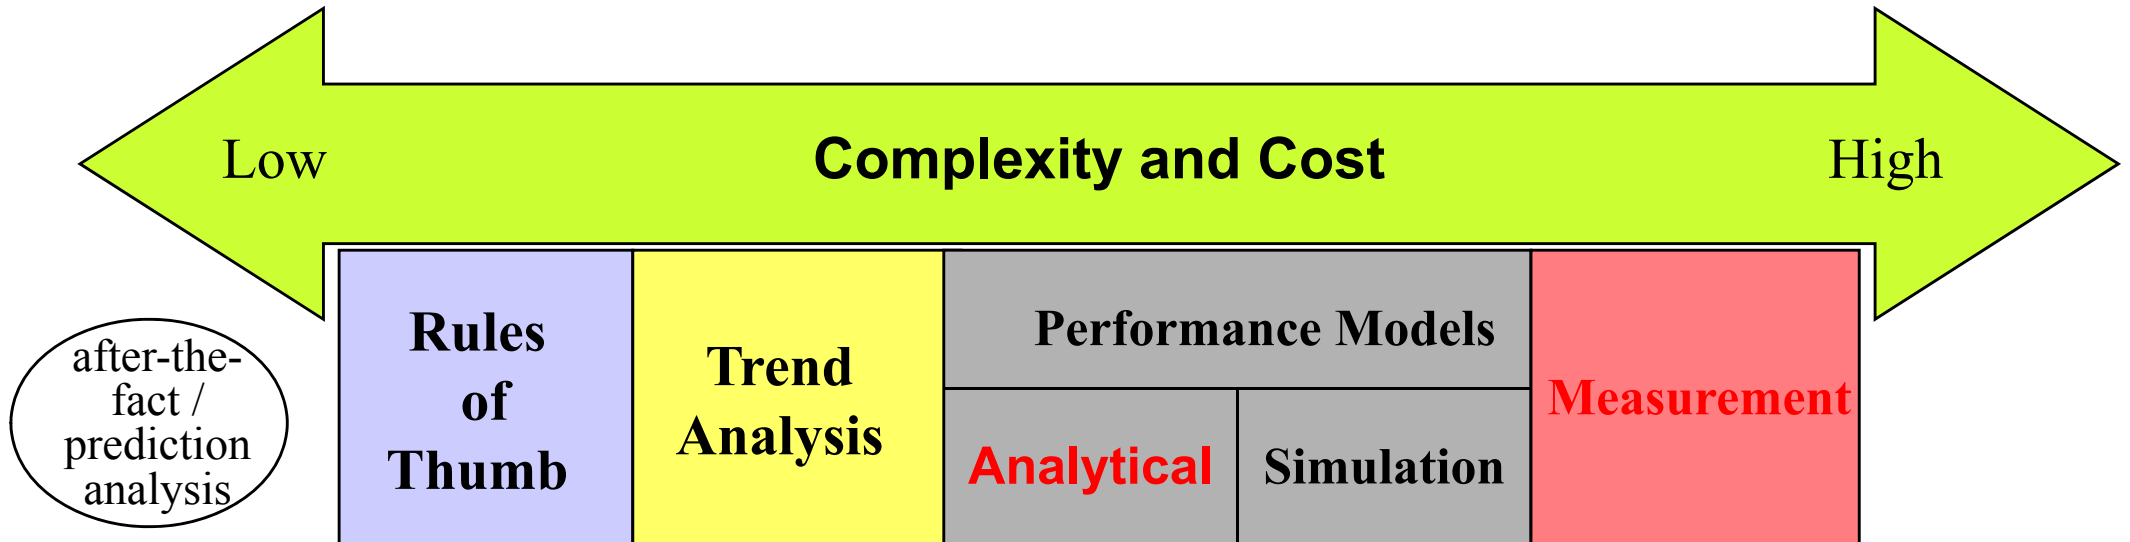 Low
Complexity and Cost
High
after-the-
fact /
prediction
analysis
Rules
of
Thumb
Trend
Analysis
Performance Models
Analytical
Simulation
Measurement